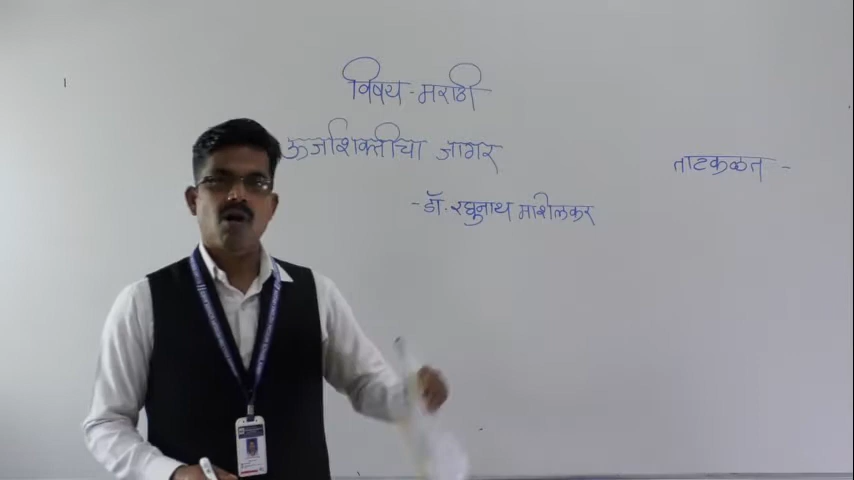 विषय - मराठी
ऊर्जाशक्तीचा जागर
- डॉ. रघुनाथ माशेलकर
ताटकळत -